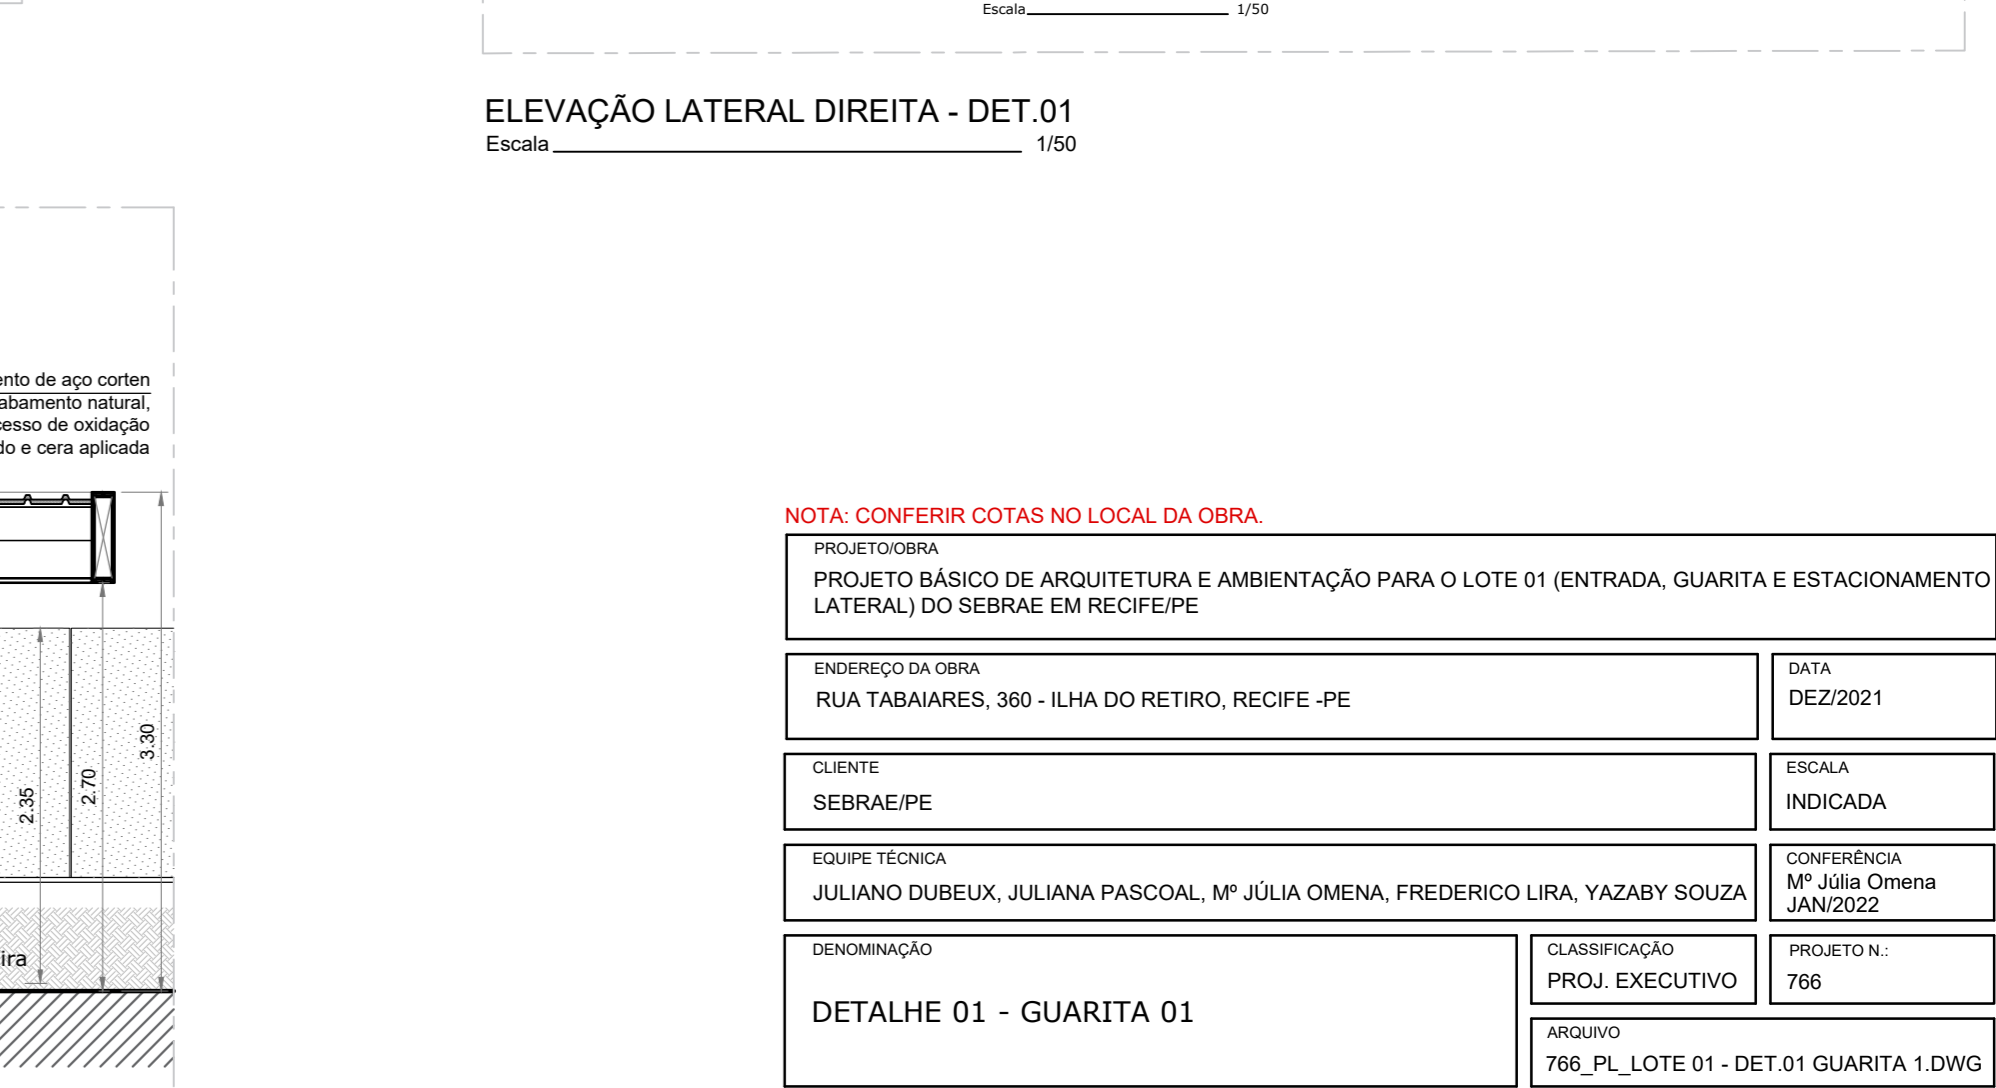 Escala 1/50
ELEVAÇÃO LATERAL DIREITA - DET.01
Escala 1/50
de aço corten
natural,
de oxidação
e cera aplicada
3.30
2.70
2.35
NOTA: CONFERIR COTAS NO LOCAL DA OBRA.
PROJETO/OBRA
PROJETO BÁSICO DE ARQUITETURA E AMBIENTAÇÃO PARA O LOTE 01 (ENTRADA, GUARITA E ESTACIONAMENTO
LATERAL) DO SEBRAE EM RECIFE/PE
ENDEREÇO DA OBRA
RUA TABAIARES, 360 - ILHA DO RETIRO, RECIFE -PE
DATA
DEZ/2021
CLIENTE
SEBRAE/PE
ESCALA
INDICADA
EQUIPE TÉCNICA
JULIANO DUBEUX, JULIANA PASCOAL, Mº JÚLIA OMENA, FREDERICO LIRA, YAZABY SOUZA
CONFERÊNCIA
Mº Júlia Omena
JAN/2022
DENOMINAÇÃO
DETALHE 01 - GUARITA 01
CLASSIFICAÇÃO
PROJ. EXECUTIVO
PROJETO N.:
766
ARQUIVO
766_PL_LOTE 01 - DET.01 GUARITA 1.DWG